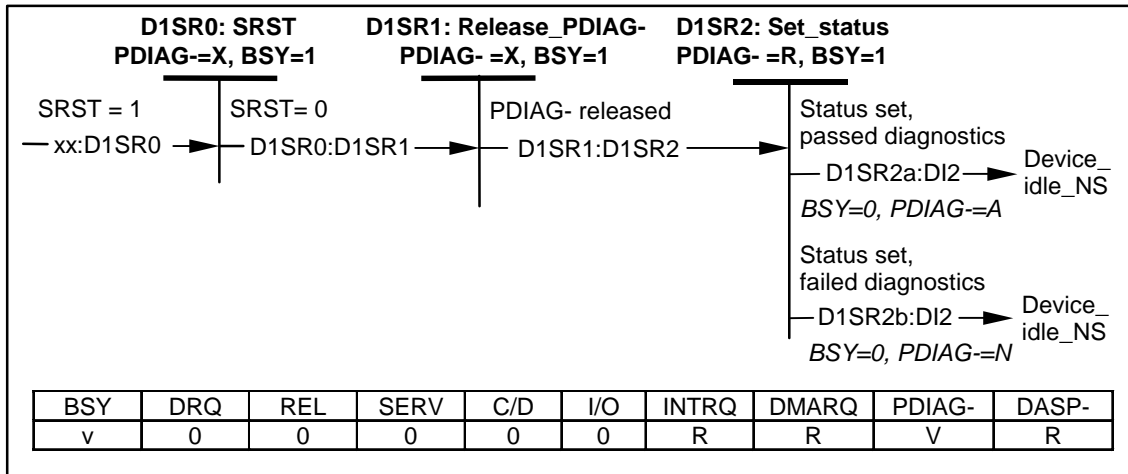 D1SR0: SRST
PDIAG-=X, BSY=1
D1SR1: Release_PDIAG-
PDIAG- =X, BSY=1
D1SR2: Set_status
PDIAG- =R, BSY=1
SRST = 1
xx:D1SR0
SRST= 0
D1SR0:D1SR1
PDIAG- released
D1SR1:D1SR2
Status set,
passed diagnostics
D1SR2a:DI2
BSY=0, PDIAG-=A
Device_
idle_NS
Status set,
failed diagnostics
D1SR2b:DI2
BSY=0, PDIAG-=N
Device_
idle_NS
BSY DRQ REL SERV C/D I/O INTRQ DMARQ PDIAG- DASP-
v 0 0 0 0 0 R R V R